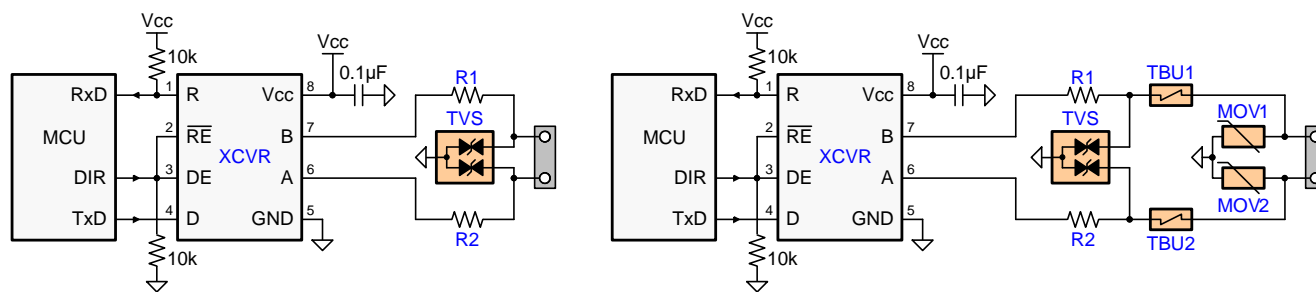 Vcc
10k
Vcc
0.1µF
R1
RxD
1
R
Vcc
8
MCU
2
RE
B
7
TVS
XCVR
DIR
3
DE
A
6
TxD
4
D
GND
5
R2
10k
Vcc
10k
Vcc
0.1µF
R1
TBU1
RxD
1
R
Vcc
8
MOV1
MCU
2
RE
B
7
TVS
XCVR
DIR
3
DE
A
6
MOV2
TxD
4
D
GND
5
R2
TBU2
10k